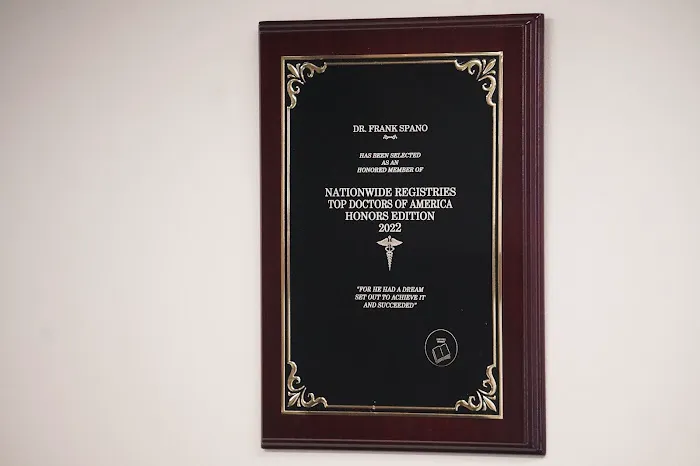 DR. FRANK SPANO
HAS BEEN SELECTED
AS AN
HONORED MEMBER OF
NATIONWIDE REGISTRIES
TOP DOCTORS OF AMERICA
HONORS EDITION
2022
"FOR HE HAD A DREAM
SET OUT TO ACHIEVE IT
AND SUCCEEDED"